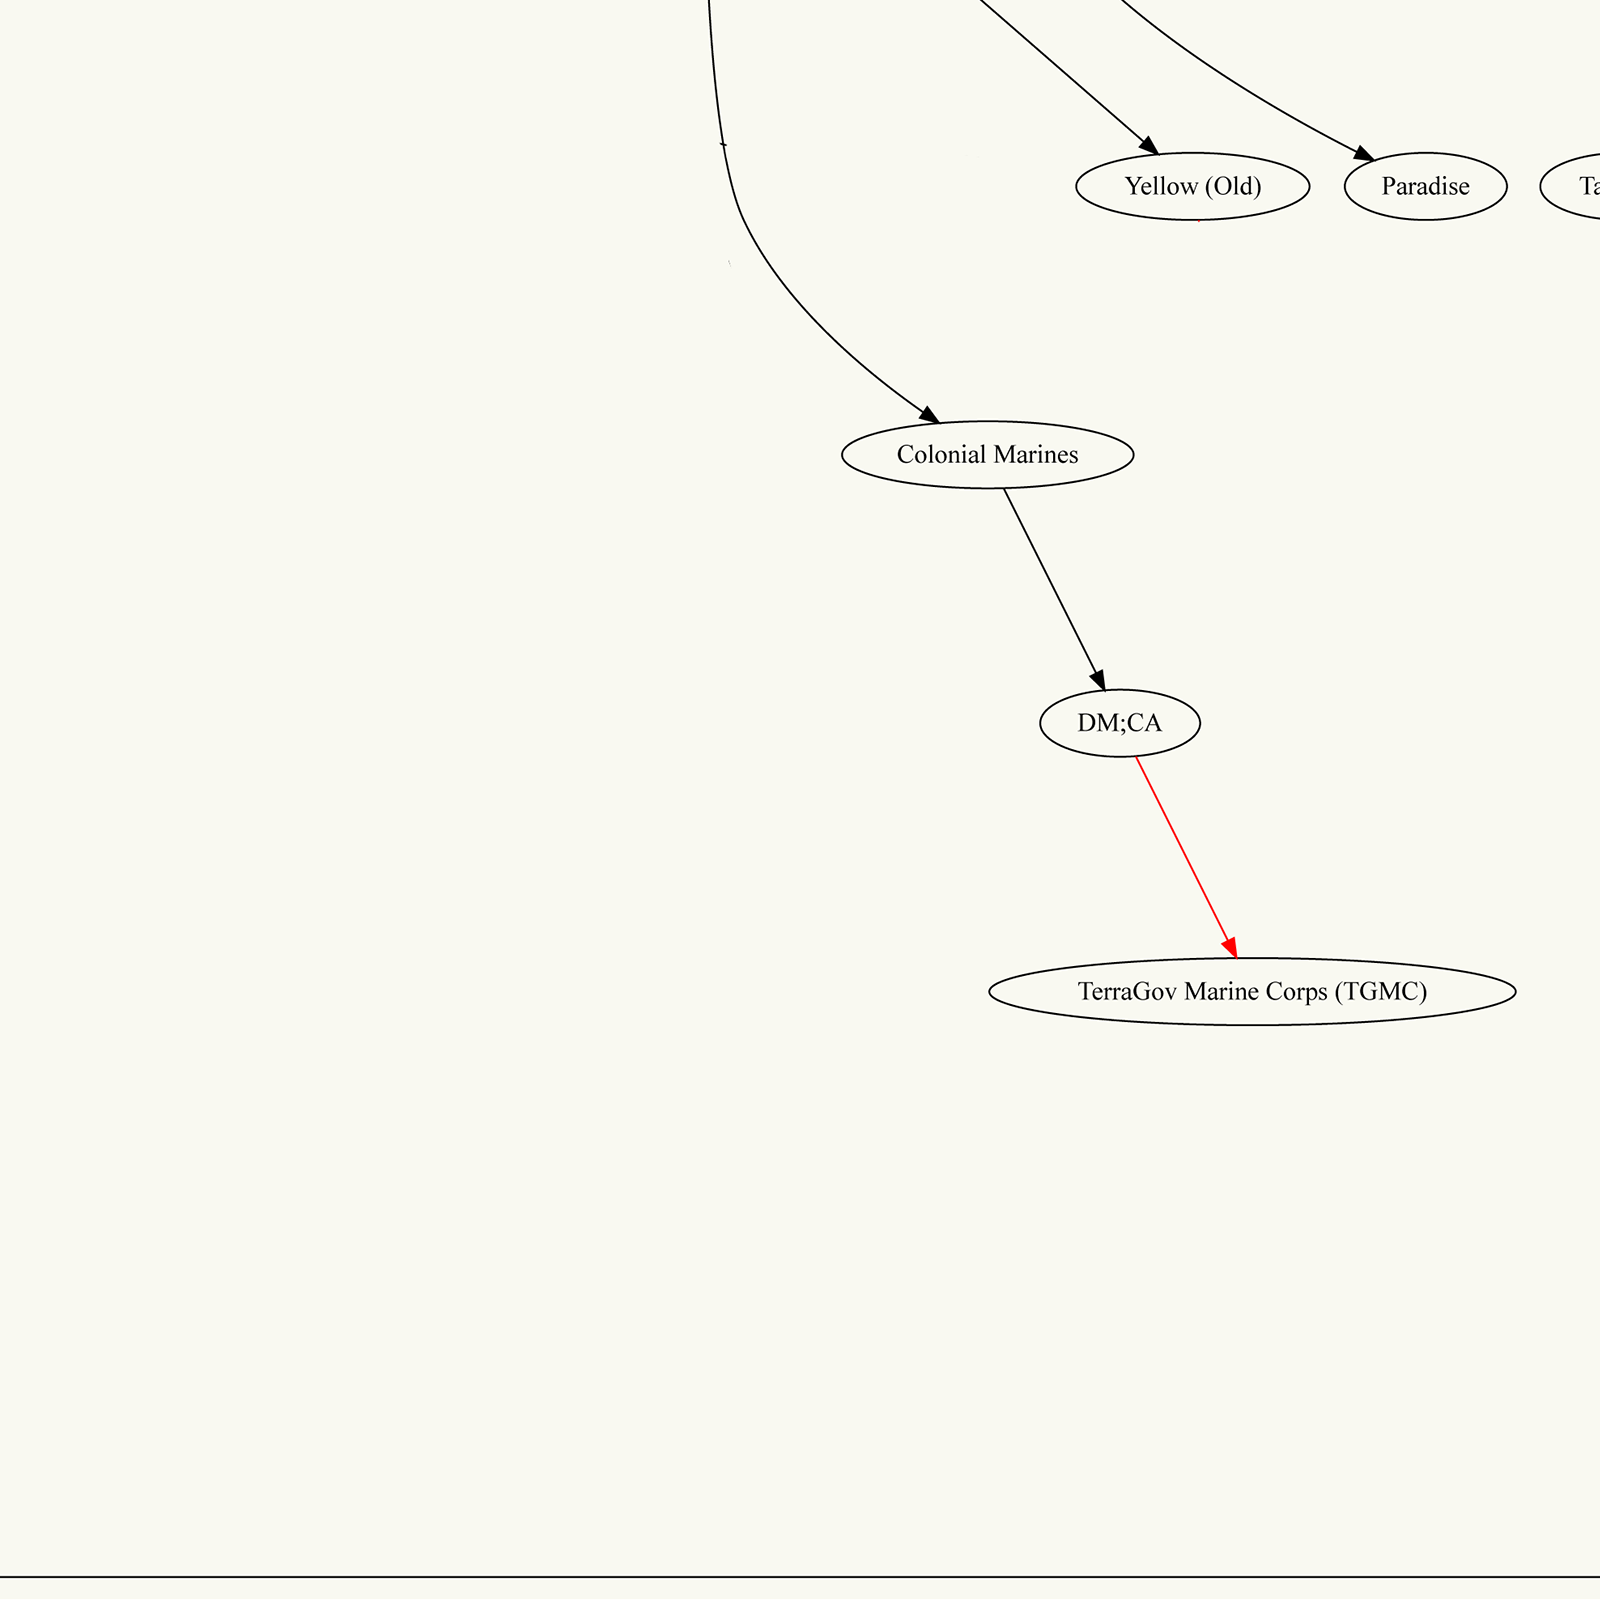 Yellow (Old)
Paradise
Colonial Marines
DM;CA
TerraGov Marine Corps (TGMC)